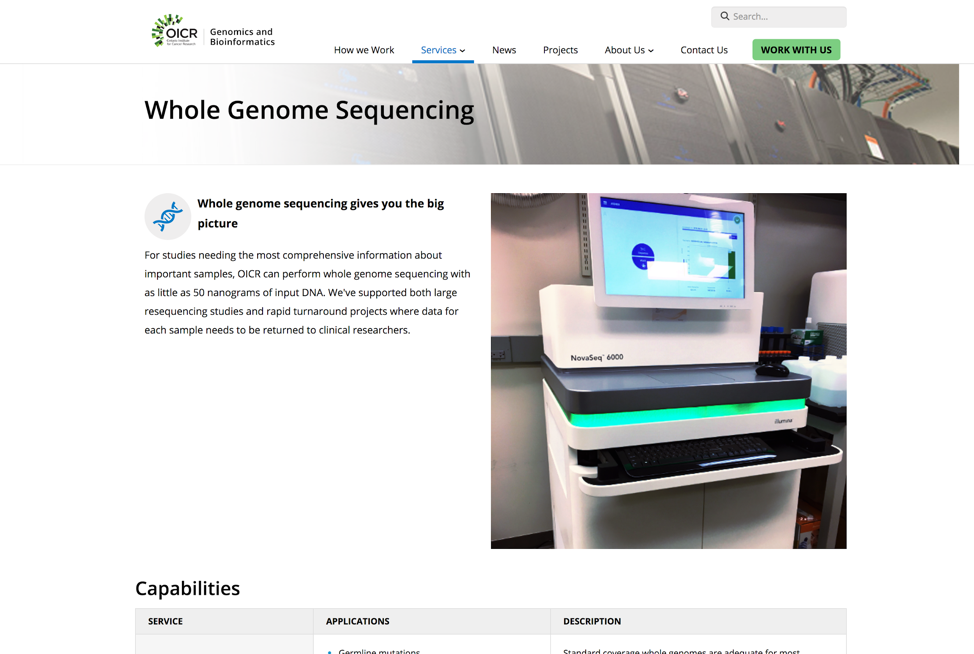 OICR
Ontario Institute
for Cancer Research
Genomics and
Bioinformatics
Search...
How we Work
Services
News
Projects
About Us
Contact Us
WORK WITH US
Whole Genome Sequencing
Whole genome sequencing gives you the big
picture
For studies needing the most comprehensive information about
important samples, OICR can perform whole genome sequencing with
as little as 50 nanograms of input DNA. We've supported both large
resequencing studies and rapid turnaround projects where data for
each sample needs to be returned to clinical researchers.
NovaSeq™ 6000
illumina
Capabilities
SERVICE
APPLICATIONS
DESCRIPTION
Germline mutations
Standard coverage whole genomes are adequate for most